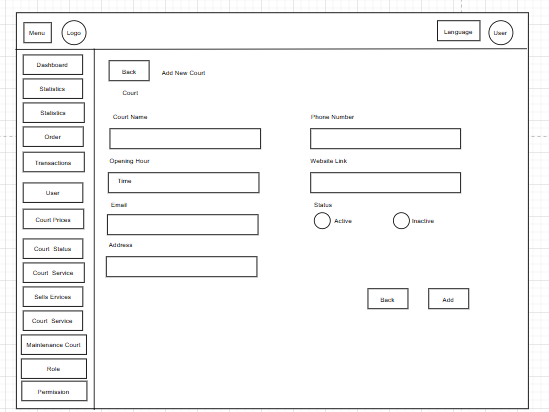 Menu
Logo
Language
User
Dashboard
Statistics
Statistics
Order
Transactions
User
Court Prices
Court Status
Court Service
Sells Ervices
Court Service
Maintenance Court
Role
Permission
Back
Add New Court
Court
Court Name
Phone Number
Opening Hour
Website Link
Time
Email
Status
Active
Inactive
Address
Back
Add